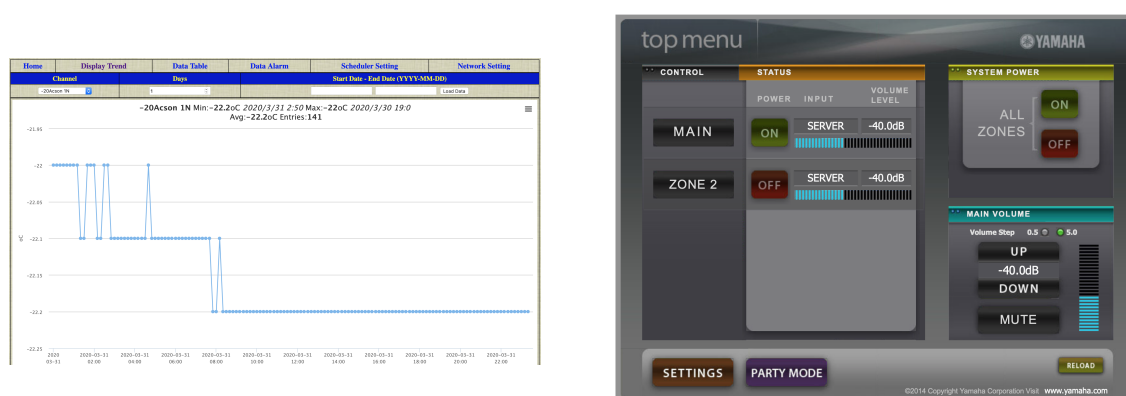 Home Display Trend Data Table Data Alarm Scheduler Setting Network Setting
Channel Days Start Date - End Date (YYYY-MM-DD)
-20Acson 1N 1 Load Data
-20Acson 1N Min:-22.2oC 2020/3/31 2:50 Max:-22oC 2020/3/30 19:0
Avg:-22.2oC Entries:141
-21.95
-22
-22.05
-22.1
-22.15
-22.2
-22.25
oC
2020 2020-03-31 2020-03-31 2020-03-31 2020-03-31 2020-03-31 2020-03-31 2020-03-31 2020-03-31 2020-03-31 2020-03-31 2020-03-31
03-31 02:00 04:00 06:00 08:00 10:00 12:00 14:00 16:00 18:00 20:00 22:00
top menu
YAMAHA
CONTROL
STATUS
POWER INPUT VOLUME LEVEL
MAIN ON SERVER -40.0dB
ZONE 2 OFF SERVER -40.0dB
SYSTEM POWER
ALL ZONES
ON
OFF
MAIN VOLUME
Volume Step 0.5 5.0
UP
-40.0dB
DOWN
MUTE
SETTINGS PARTY MODE RELOAD
©2014 Copyright Yamaha Corporation Visit www.yamaha.com